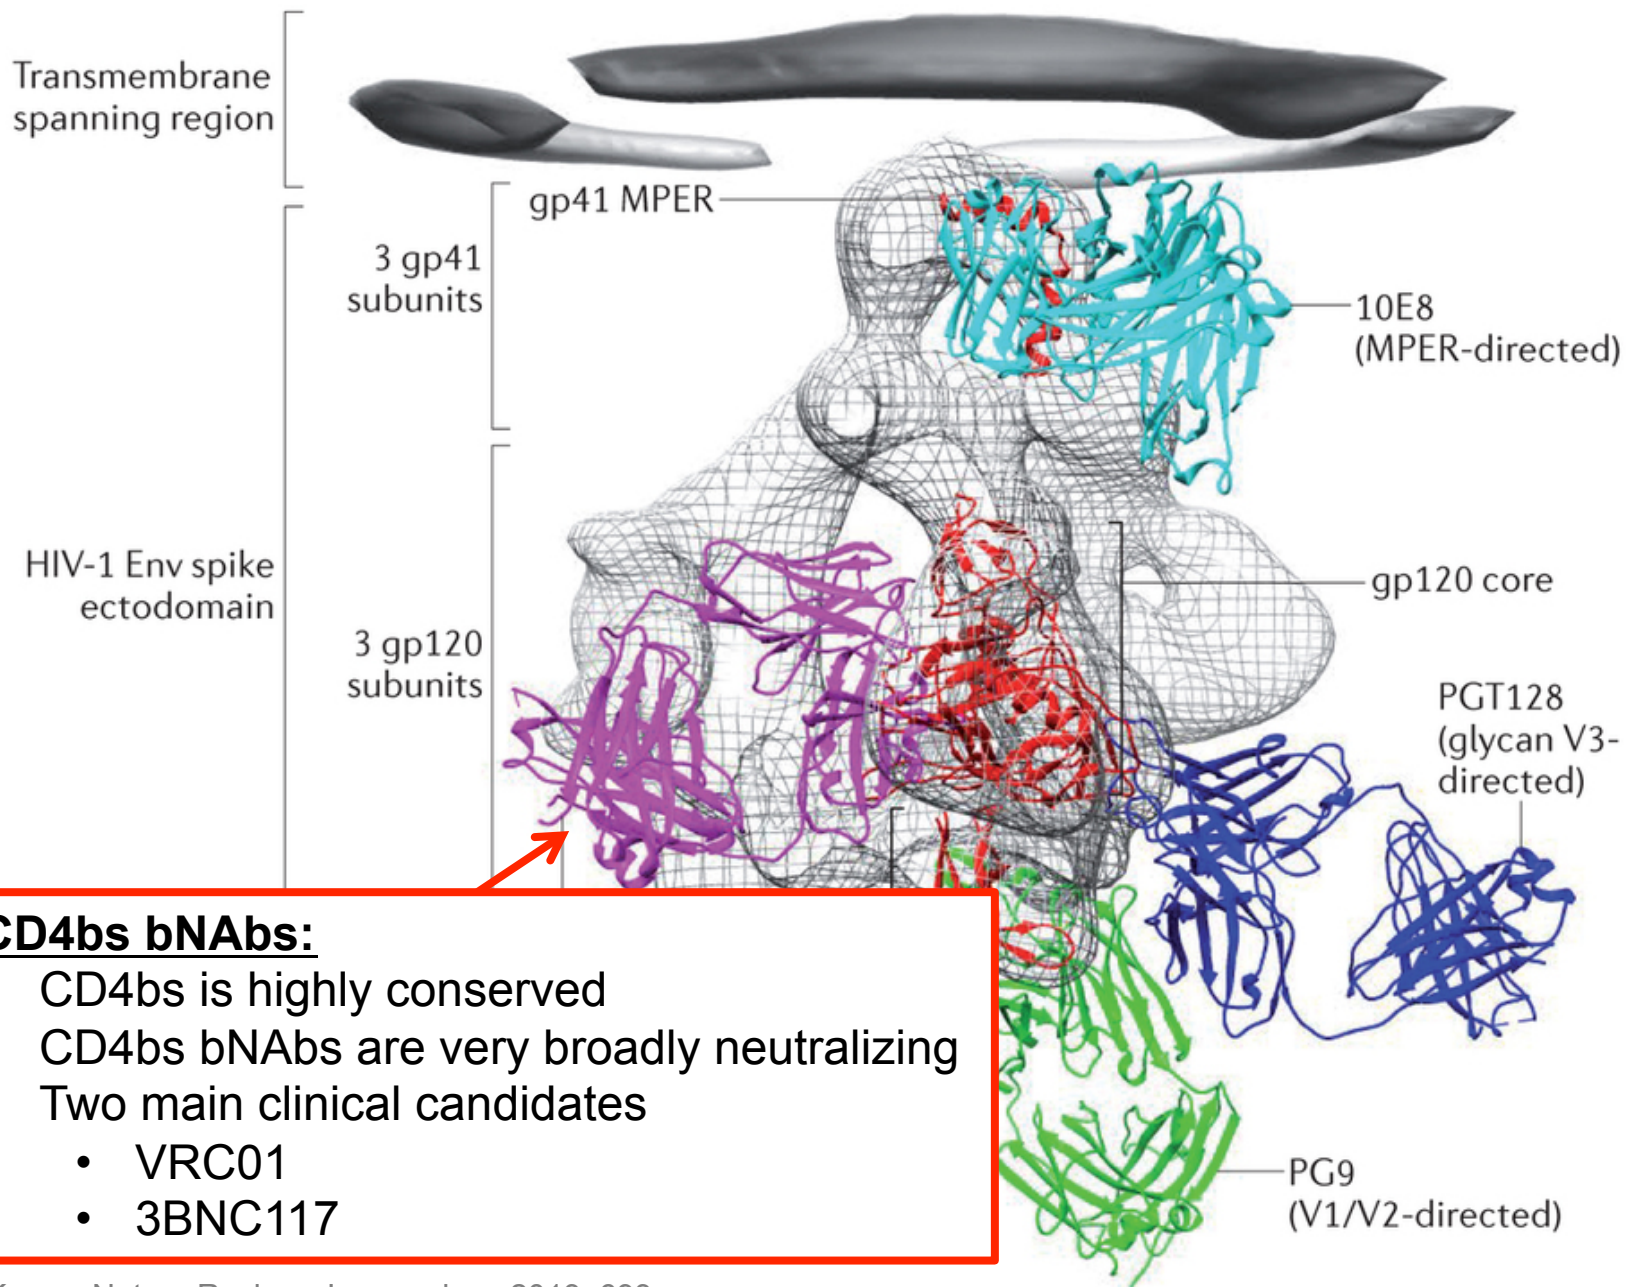 Transmembrane
spanning region
gp41 MPER
3 gp41
subunits
10E8
(MPER-directed)
HIV-1 Env spike
ectodomain
gp120 core
3 gp120
subunits
PGT128
(glycan V3-
directed)
CD4bs bNAbs:
CD4bs is highly conserved
CD4bs bNAbs are very broadly neutralizing
Two main clinical candidates
• VRC01
• 3BNC117
PG9
(V1/V2-directed)